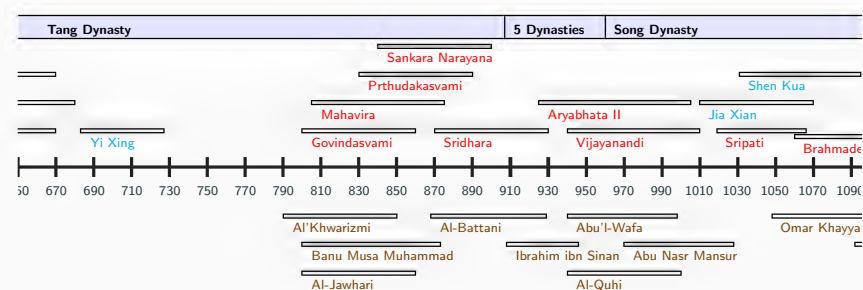 Tang Dynasty 5 Dynasties Song Dynasty
Sankara Narayana
Prthudakasvami Shen Kua
Mahavira Aryabhata II Jia Xian
Yi Xing Govindasvami Sridhara Vijayanandi Sripati
Brahmade
50 670 690 710 730 750 770 790 810 830 850 870 890 910 930 950 970 990 1010 1030 1050 1070 1090
Al'Khwarizmi Al-Battani Abu'l-Wafa Omar Khayya
Banu Musa Muhammad Ibrahim ibn Sinan Abu Nasr Mansur
Al-Jawhari Al-Quhi